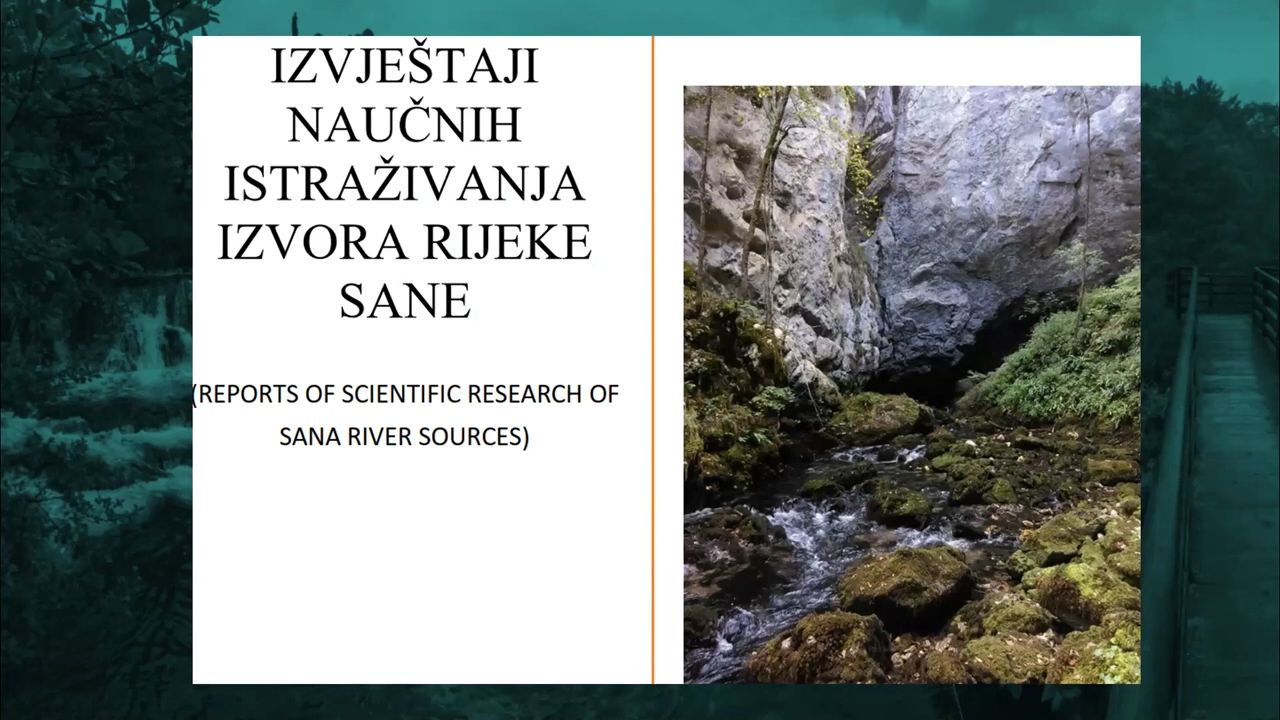 IZVJEŠTAJI
NAUČNIH
ISTRAŽIVANJA
IZVORA RIJEKE
SANE
(REPORTS OF SCIENTIFIC RESEARCH OF
SANA RIVER SOURCES)